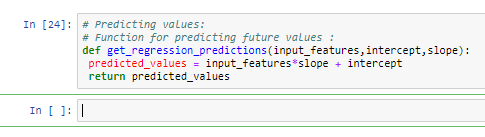 In [24]: # Predicting values:
# Function for predicting future values :
def get_regression_predictions(input_features,intercept,slope):
predicted_values = input_features*slope + intercept
return predicted_values
In [ ]: